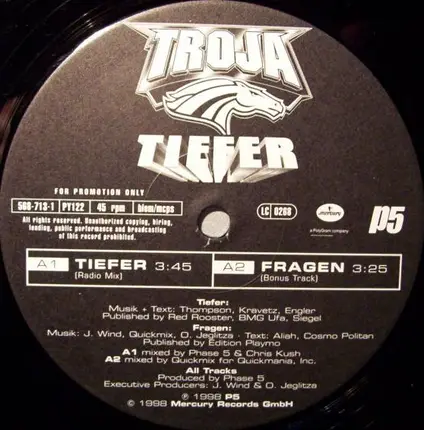 TROJA
TIEFER
FOR PROMOTION ONLY
568-713-1 PT122 45 rpm biem/mcps
All rights reserved. Unauthorized copying, hiring,
lending, public performance and broadcasting
of this record prohibited.
LC 0268
mercury
a PolyGram company
p5
A1 TIEFER 3:45
(Radio Mix)
A2 FRAGEN 3:25
(Bonus Track)
Tiefer:
Musik + Text: Thompson, Kravetz, Engler
Published by Red Rooster, BMG Ufa, Siegel
Fragen:
Musik: J. Wind, Quickmix, O. Jeglitza · Text: Aliah, Cosmo Politan
Published by Edition Playmo
A1 mixed by Phase 5 & Chris Kush
A2 mixed by Quickmix for Quickmania, Inc.
All Tracks
Produced by Phase 5
Executive Producers: J. Wind & O. Jeglitza
℗ 1998 P5
© 1998 Mercury Records GmbH